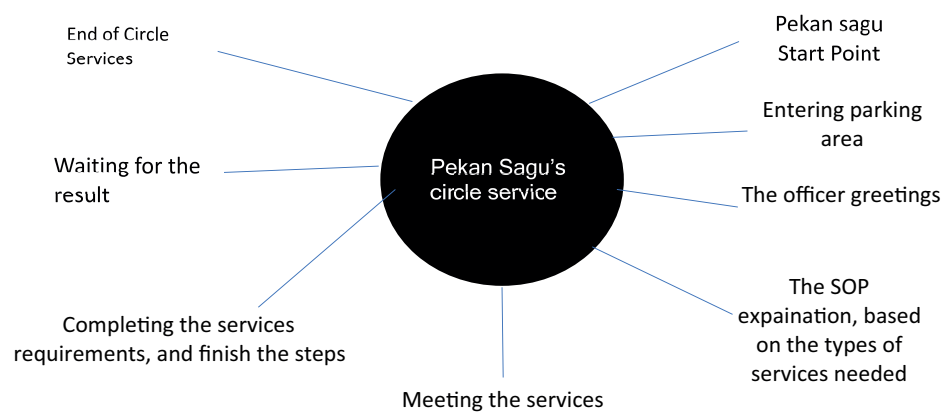 End of Circle
Services
Pekan sagu
Start Point
Entering parking
area
Waiting for the
result
Pekan Sagu's
circle service
The officer greetings
The SOP
expaination, based
on the types of
services needed
Completing the services
requirements, and finish the steps
Meeting the services